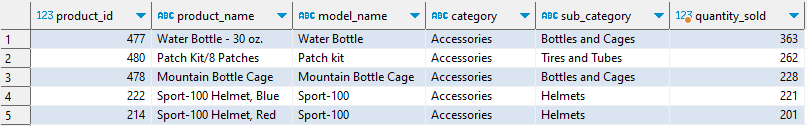 123 product_id ABC product_name ABC model_name ABC category ABC sub_category 123 quantity_sold
1 477 Water Bottle - 30 oz. Water Bottle Accessories Bottles and Cages 363
2 480 Patch Kit/8 Patches Patch kit Accessories Tires and Tubes 262
3 478 Mountain Bottle Cage Mountain Bottle Cage Accessories Bottles and Cages 228
4 222 Sport-100 Helmet, Blue Sport-100 Accessories Helmets 221
5 214 Sport-100 Helmet, Red Sport-100 Accessories Helmets 201